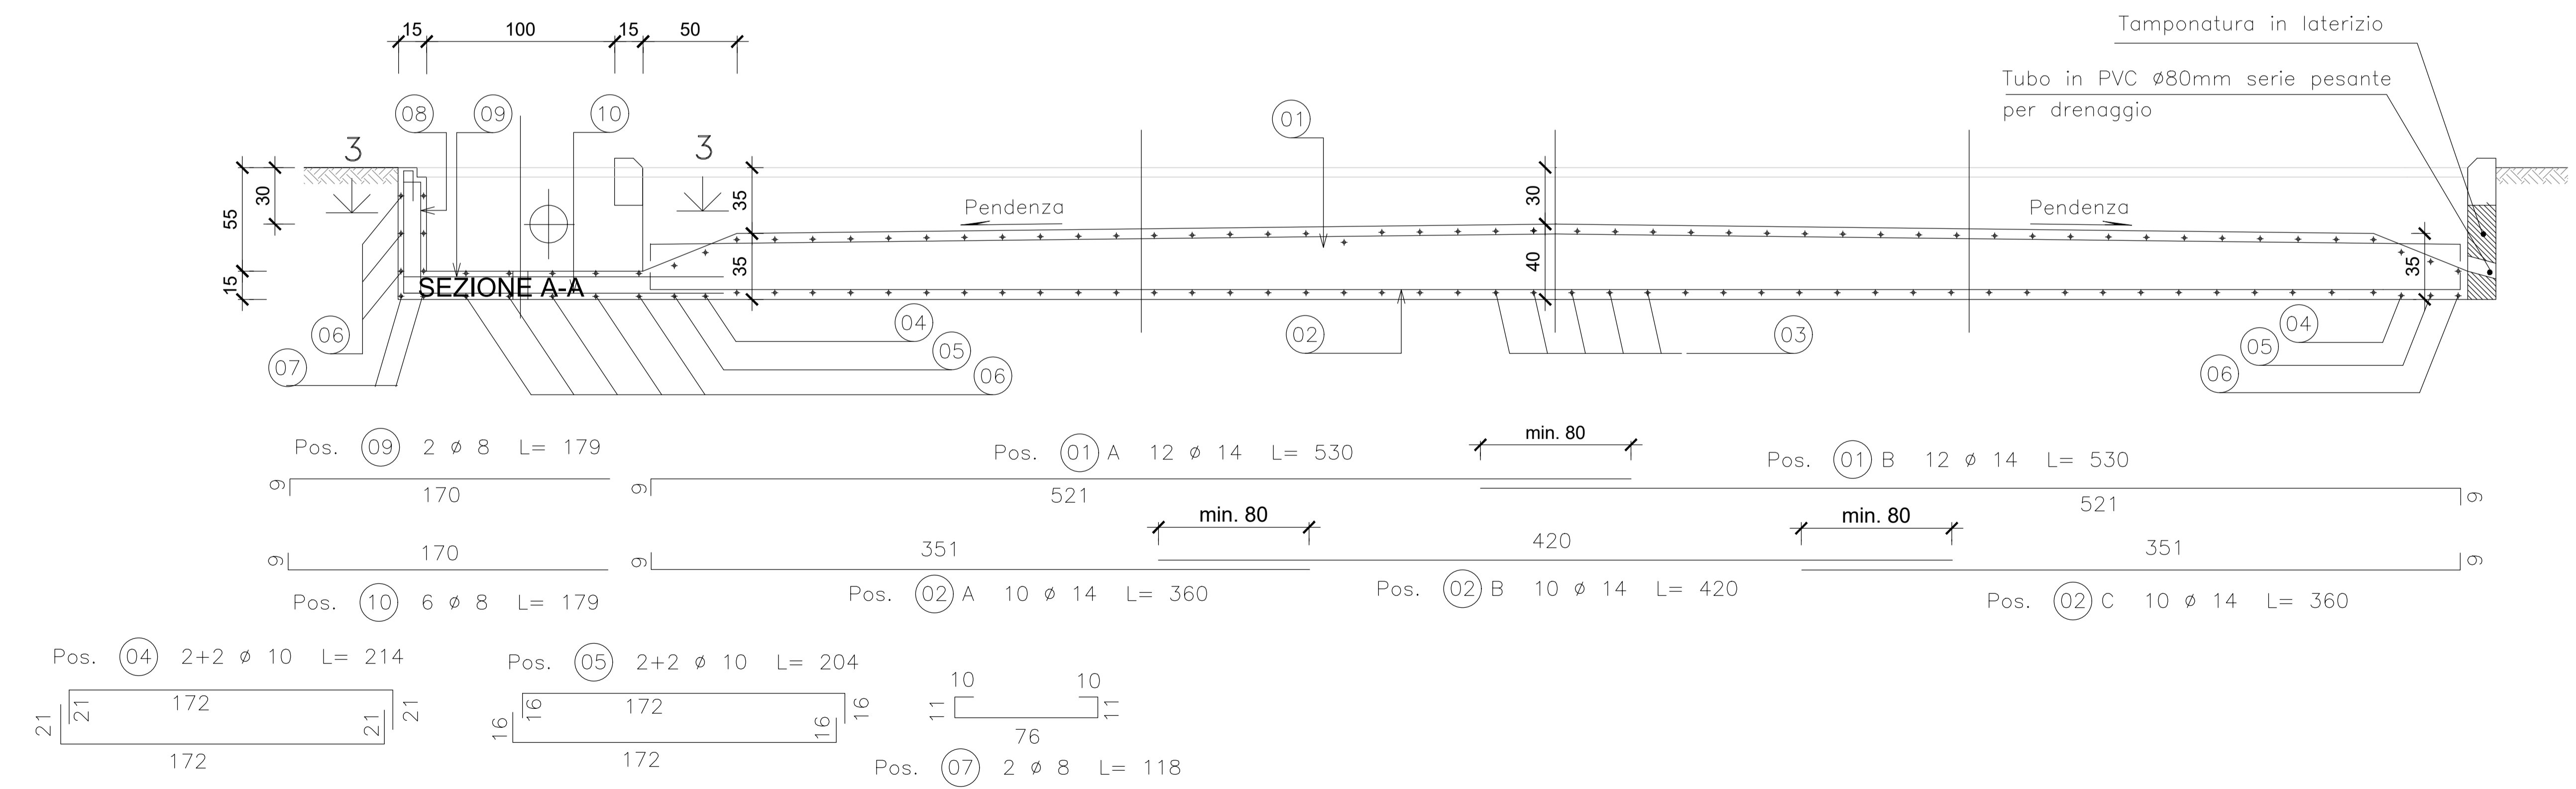 15 100 15 50
Tamponatura in laterizio
Tubo in PVC ø80mm serie pesante
per drenaggio
08 09 10 01
3 3
55 30 15 35 35 30 40 35
Pendenza
Pendenza
SEZIONE A-A
06
07
04
05
06
02
03
04
05
06
Pos. 09 2 ø 8 L= 179
9 170
Pos. 01 A 12 ø 14 L= 530
min. 80
Pos. 01 B 12 ø 14 L= 530
9 521
521 9
9 170
Pos. 10 6 ø 8 L= 179
min. 80
min. 80
9 351
420
351 9
Pos. 02 A 10 ø 14 L= 360
Pos. 02 B 10 ø 14 L= 420
Pos. 02 C 10 ø 14 L= 360
Pos. 04 2+2 ø 10 L= 214
21 172 21
21 172 21
Pos. 05 2+2 ø 10 L= 204
16 172 16
16 172 16
10 10
11 76 11
Pos. 07 2 ø 8 L= 118